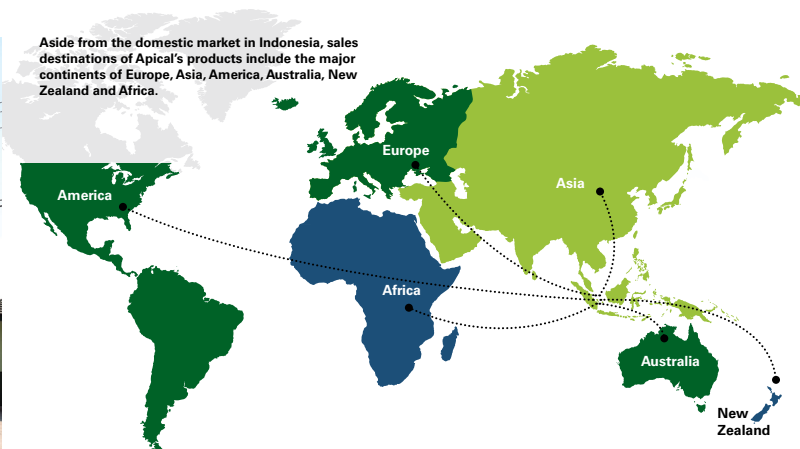 Aside from the domestic market in Indonesia, sales
destinations of Apical's products include the major
continents of Europe, Asia, America, Australia, New
Zealand and Africa.
Europe
Asia
America
Africa
Australia
New
Zealand